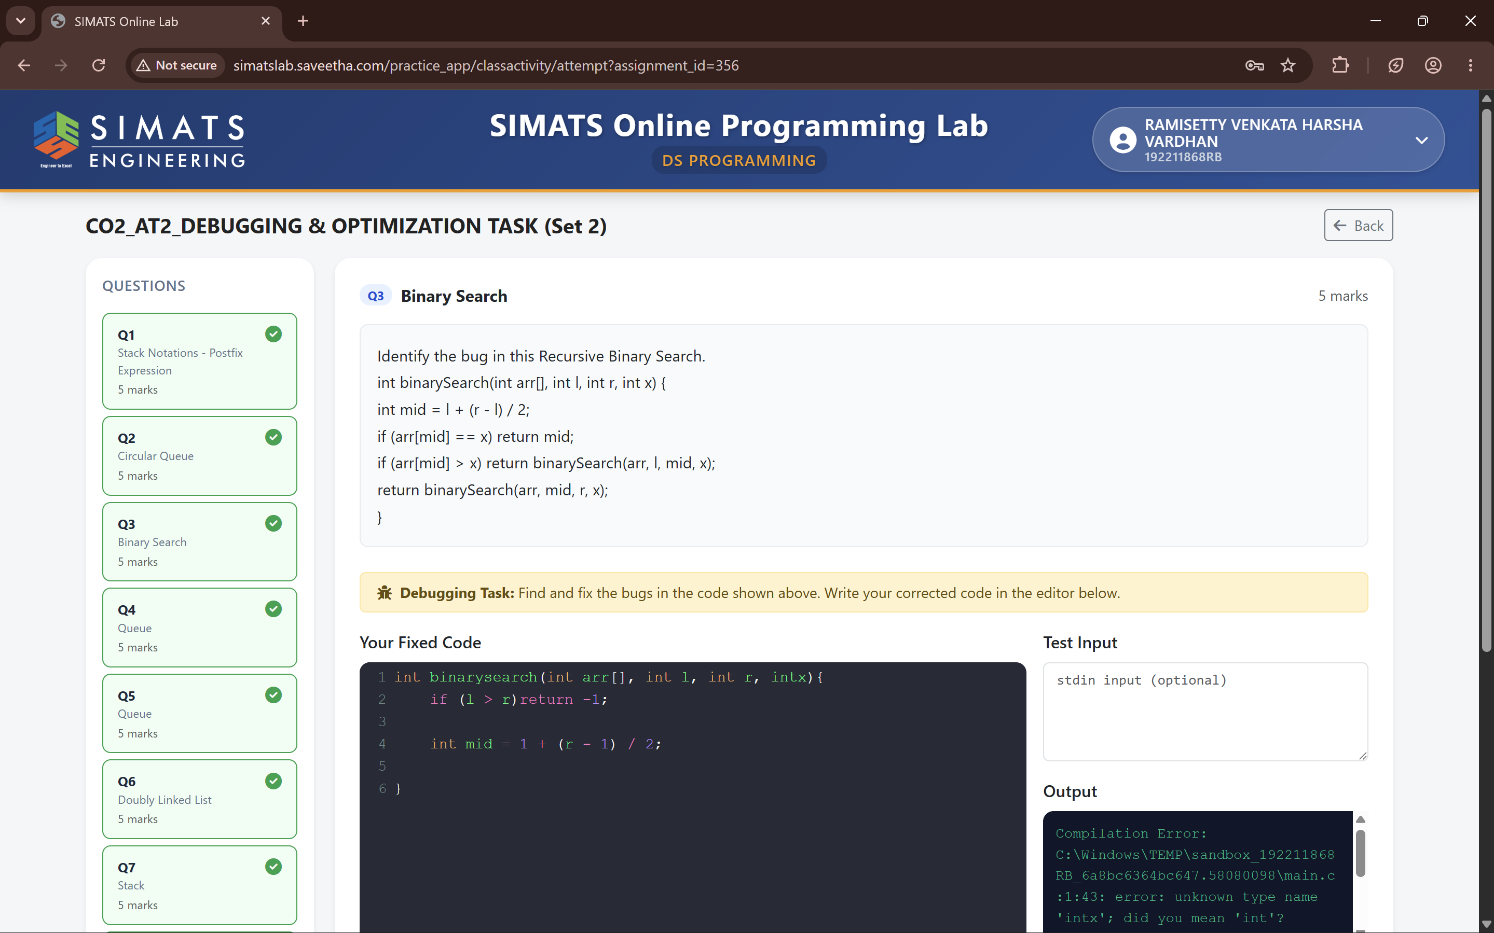 SIMATS Online Lab
Not secure
simatslab.saveetha.com/practice_app/classactivity/attempt?assignment_id=356
SIMATS
ENGINEERING
Engineer to Excel
SIMATS Online Programming Lab
DS PROGRAMMING
RAMISETTY VENKATA HARSHA
VARDHAN
192211868RB
CO2_AT2_DEBUGGING & OPTIMIZATION TASK (Set 2)
Back
QUESTIONS
Q1
Stack Notations - Postfix
Expression
5 marks
Q2
Circular Queue
5 marks
Q3
Binary Search
5 marks
Q4
Queue
5 marks
Q5
Queue
5 marks
Q6
Doubly Linked List
5 marks
Q7
Stack
5 marks
Q3 Binary Search
5 marks
Identify the bug in this Recursive Binary Search.
int binarySearch(int arr[], int l, int r, int x) {
int mid = l + (r - l) / 2;
if (arr[mid] == x) return mid;
if (arr[mid] > x) return binarySearch(arr, l, mid, x);
return binarySearch(arr, mid, r, x);
}
Debugging Task: Find and fix the bugs in the code shown above. Write your corrected code in the editor below.
Your Fixed Code
1 int binarysearch(int arr[], int l, int r, intx){
2 if (l > r)return -1;
3
4 int mid = 1 + (r - 1) / 2;
5
6 }
Test Input
stdin input (optional)
Output
Compilation Error:
C:\Windows\TEMP\sandbox_192211868
RB_6a8bc6364bc647.58080098\main.c
:1:43: error: unknown type name
'intx'; did you mean 'int'?